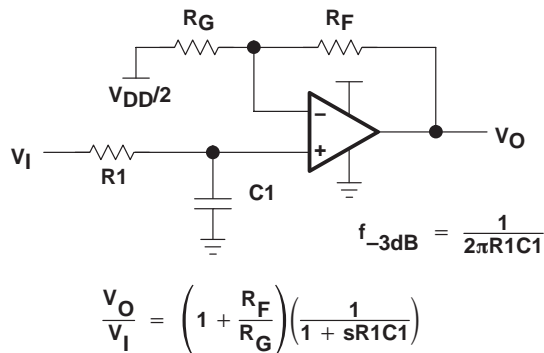 RG
RF
VDD/2
−
+
VI
R1
C1
VO
f−3dB = 1/(2πR1C1)
VO/VI = (1 + RF/RG)(1/(1 + sR1C1))